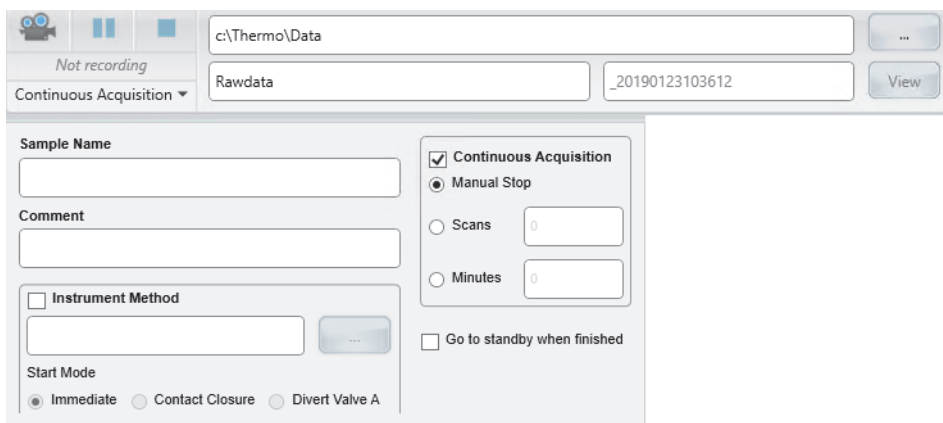 c:\Thermo\Data
...
Not recording
Rawdata
_20190123103612
View
Continuous Acquisition
Sample Name
Comment
Instrument Method
...
Start Mode
Immediate Contact Closure Divert Valve A
Continuous Acquisition
Manual Stop
Scans 0
Minutes 0
Go to standby when finished